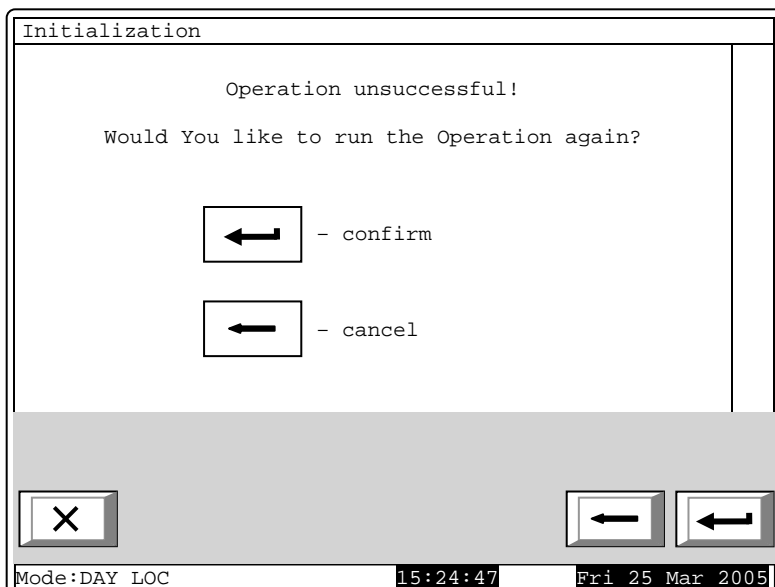 Initialization
Operation unsuccessful!
Would You like to run the Operation again?
- confirm
- cancel
Mode:DAY LOC 15:24:47 Fri 25 Mar 2005